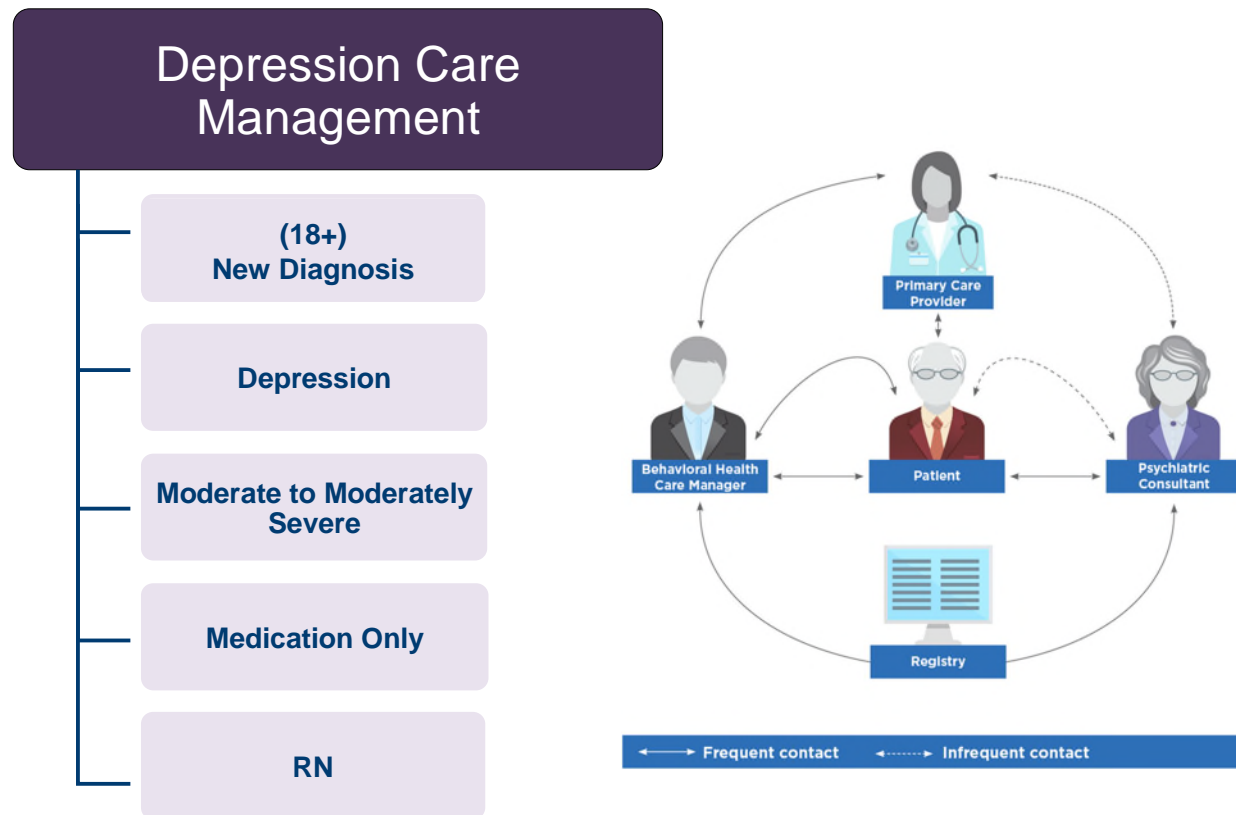 Depression Care
Management
(18+)
New Diagnosis
Depression
Moderate to Moderately
Severe
Medication Only
RN
Primary Care
Provider
Behavioral Health
Care Manager
Patient
Psychiatric
Consultant
Registry
Frequent contact
Infrequent contact